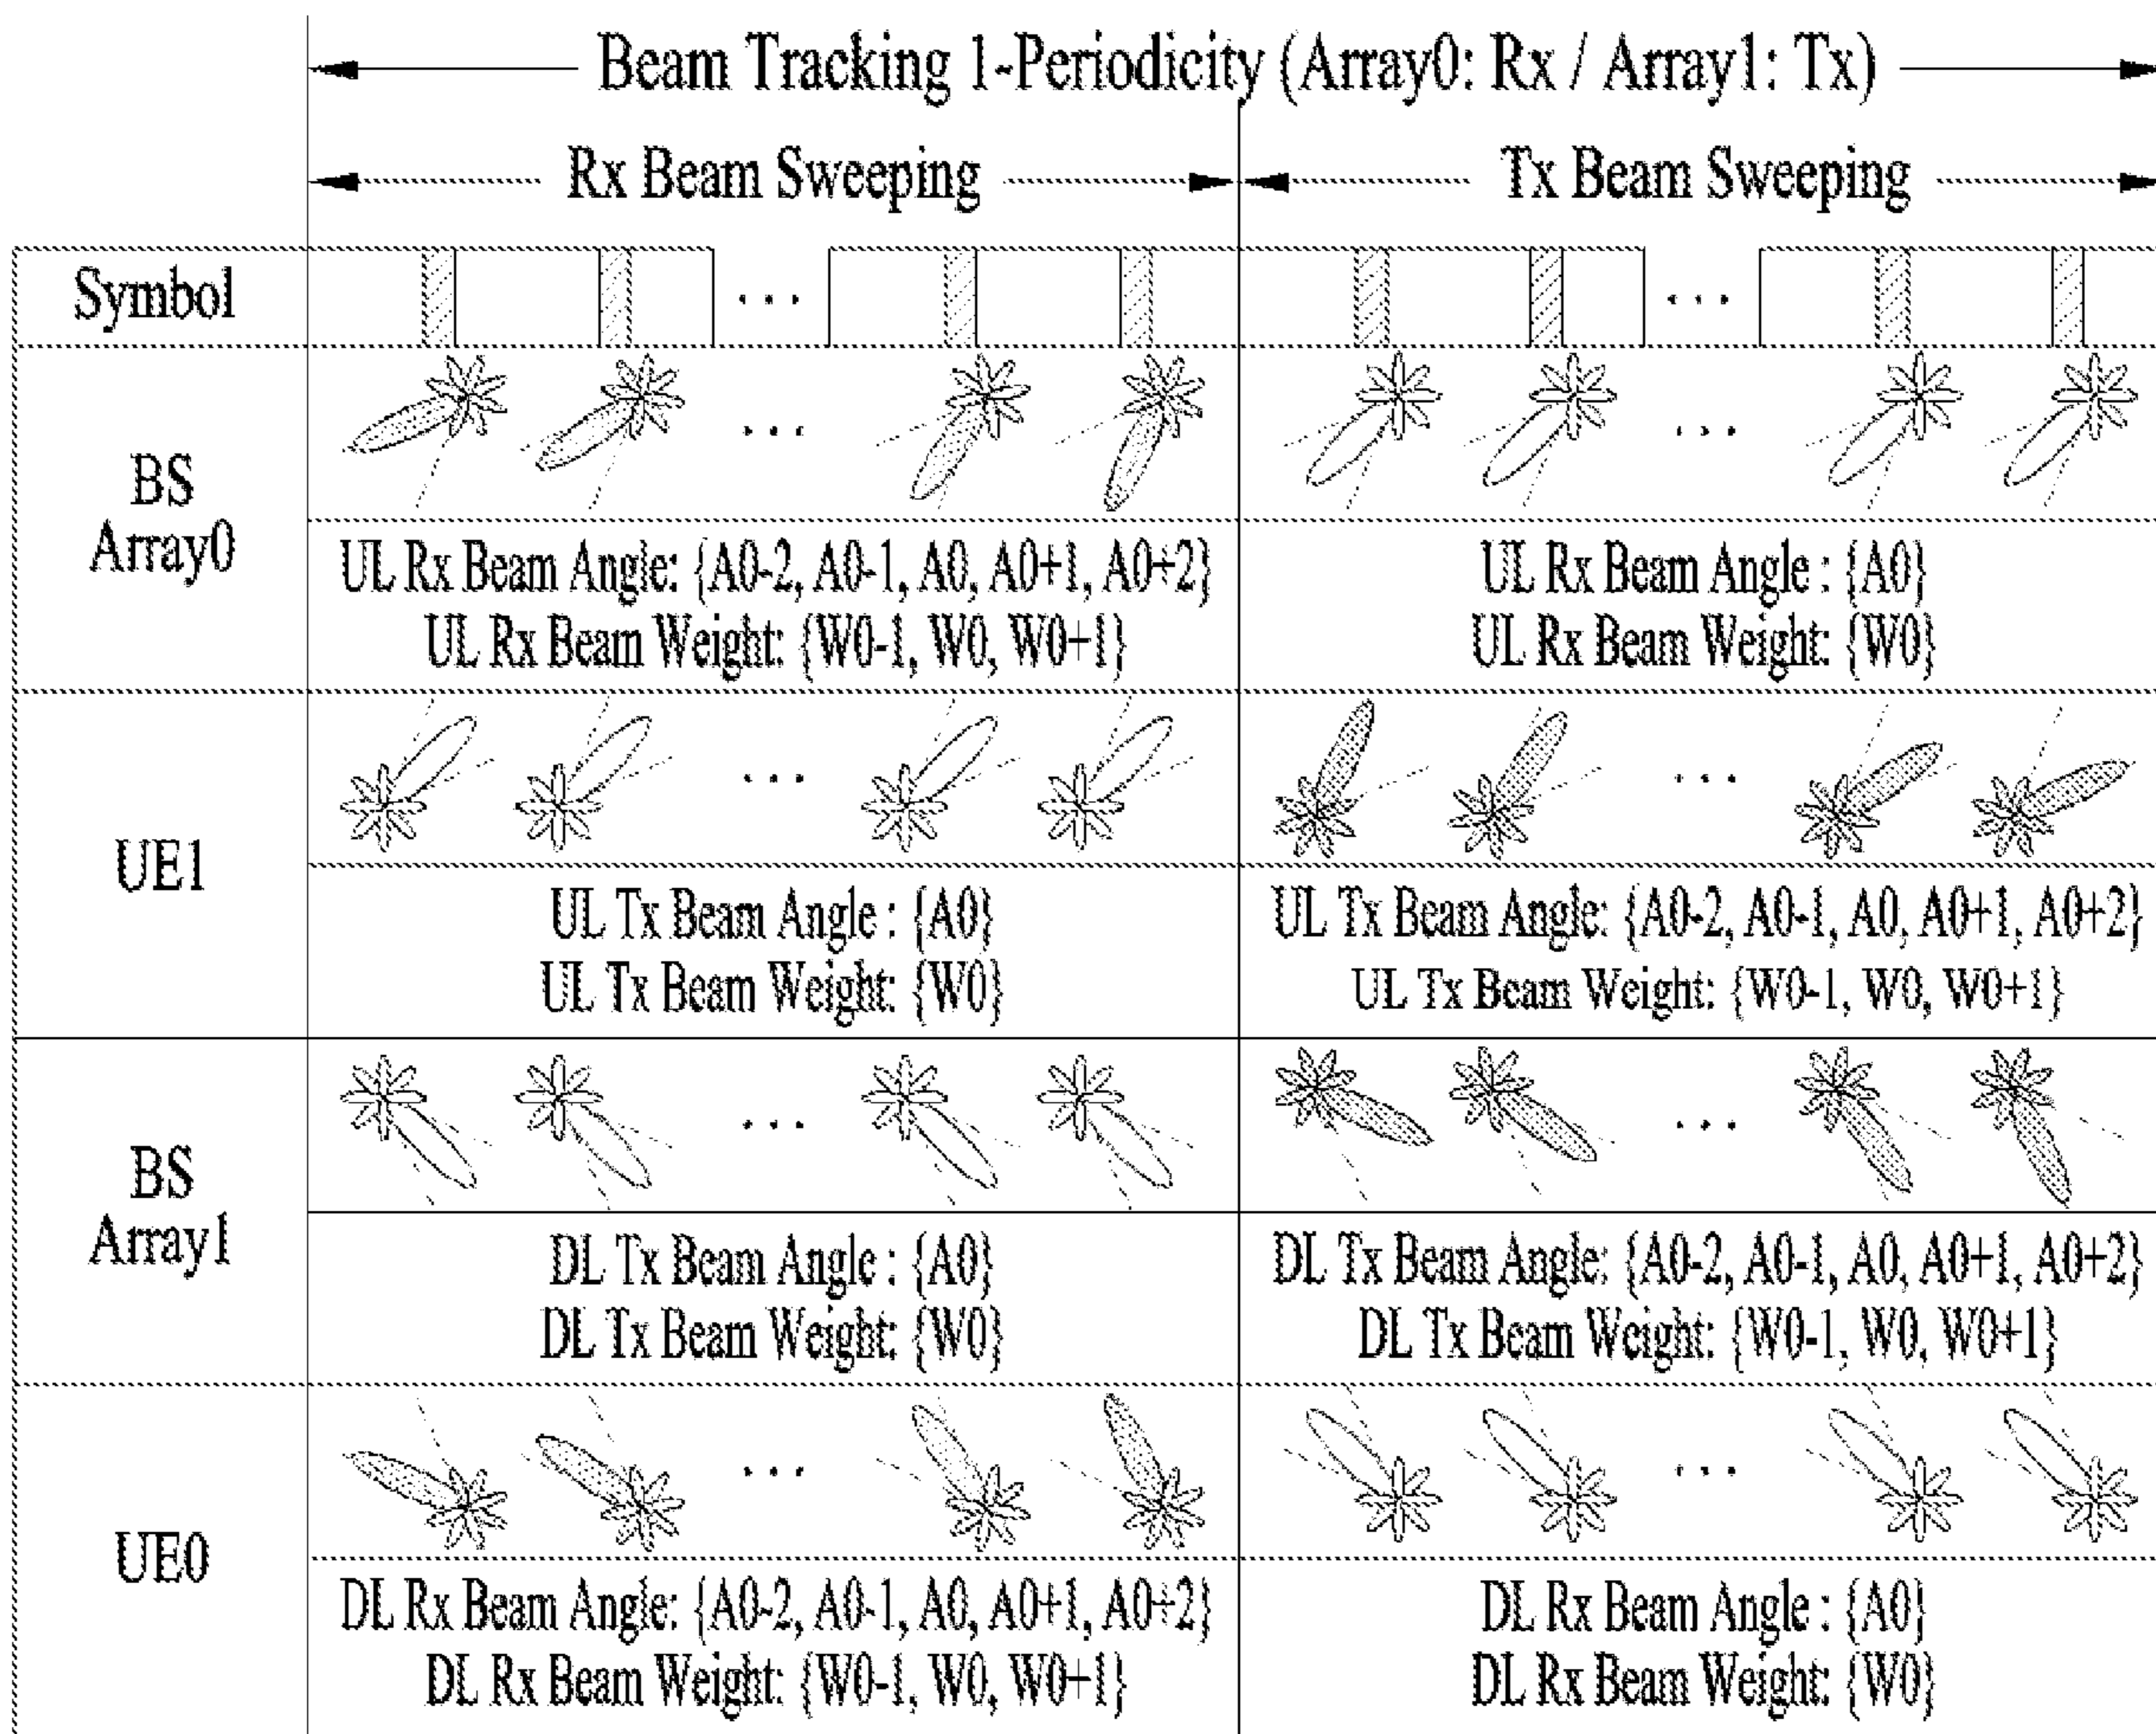 Beam Tracking 1-Periodicity (Array0: Rx / Array1: Tx)
Rx Beam Sweeping
Tx Beam Sweeping
Symbol
...
...
BS
Array0
...
...
UL Rx Beam Angle: {A0-2, A0-1, A0, A0+1, A0+2}
UL Rx Beam Weight: {W0-1, W0, W0+1}
UL Rx Beam Angle : {A0}
UL Rx Beam Weight: {W0}
UE1
...
...
UL Tx Beam Angle : {A0}
UL Tx Beam Weight: {W0}
UL Tx Beam Angle: {A0-2, A0-1, A0, A0+1, A0+2}
UL Tx Beam Weight: {W0-1, W0, W0+1}
BS
Array1
...
...
DL Tx Beam Angle : {A0}
DL Tx Beam Weight: {W0}
DL Tx Beam Angle: {A0-2, A0-1, A0, A0+1, A0+2}
DL Tx Beam Weight: {W0-1, W0, W0+1}
UE0
...
...
DL Rx Beam Angle: {A0-2, A0-1, A0, A0+1, A0+2}
DL Rx Beam Weight: {W0-1, W0, W0+1}
DL Rx Beam Angle : {A0}
DL Rx Beam Weight: {W0}